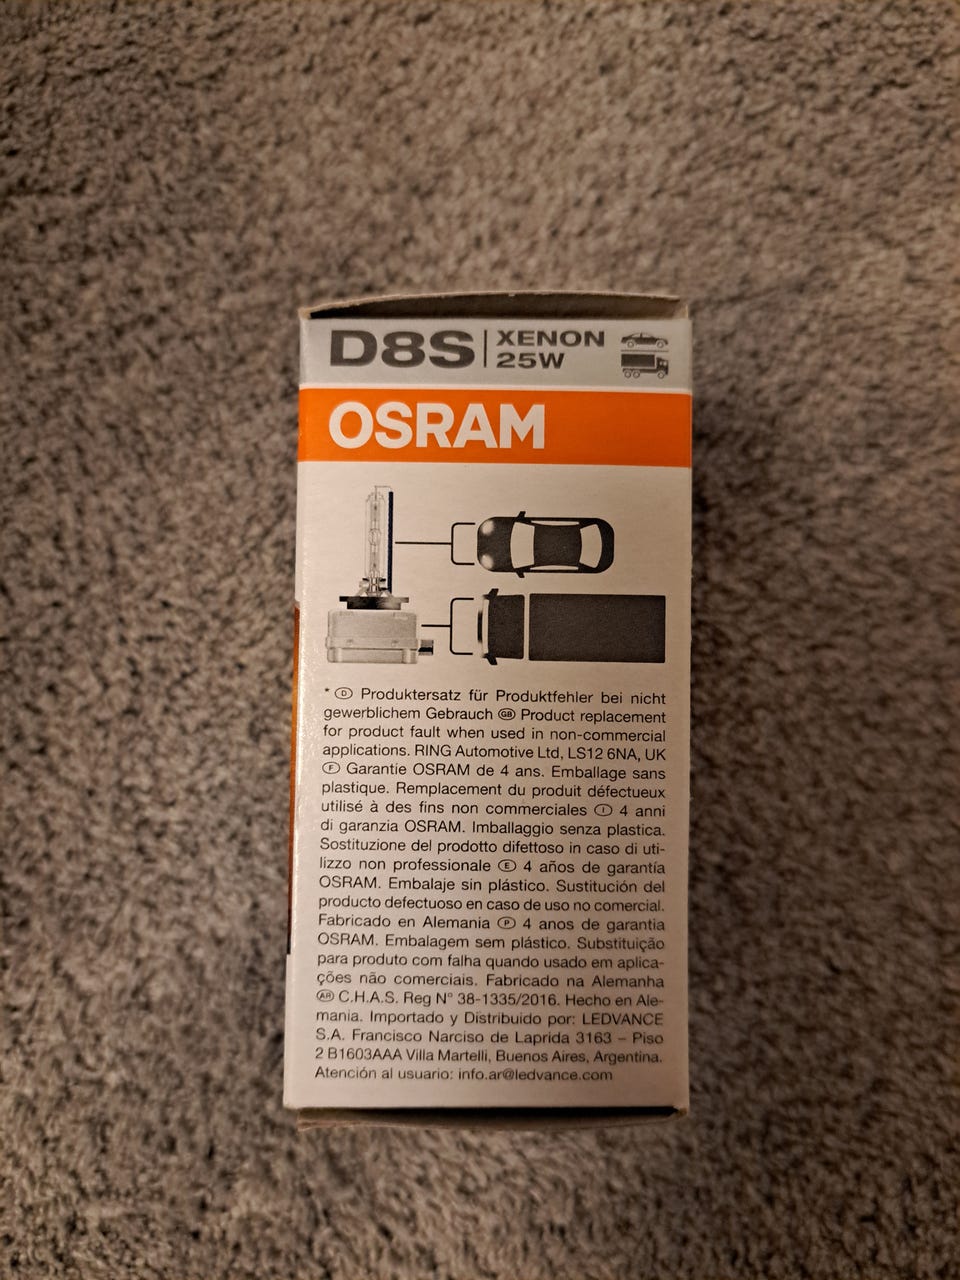 D8S XENON
25W
OSRAM
* D Produktersatz für Produktfehler bei nicht
gewerblichem Gebrauch GB Product replacement
for product fault when used in non-commercial
applications. RING Automotive Ltd, LS12 6NA, UK
F Garantie OSRAM de 4 ans. Emballage sans
plastique. Remplacement du produit défectueux
utilisé à des fins non commerciales I 4 anni
di garanzia OSRAM. Imballaggio senza plastica.
Sostituzione del prodotto difettoso in caso di uti-
lizzo non professionale E 4 años de garantía
OSRAM. Embalaje sin plástico. Sustitución del
producto defectuoso en caso de uso no comercial.
Fabricado en Alemania P 4 anos de garantia
OSRAM. Embalagem sem plástico. Substituição
para produto com falha quando usado em aplica-
ções não comerciais. Fabricado na Alemanha
AR C.H.A.S. Reg N° 38-1335/2016. Hecho en Ale-
mania. Importado y Distribuido por: LEDVANCE
S.A. Francisco Narciso de Laprida 3163 – Piso
2 B1603AAA Villa Martelli, Buenos Aires, Argentina.
Atención al usuario: info.ar@ledvance.com